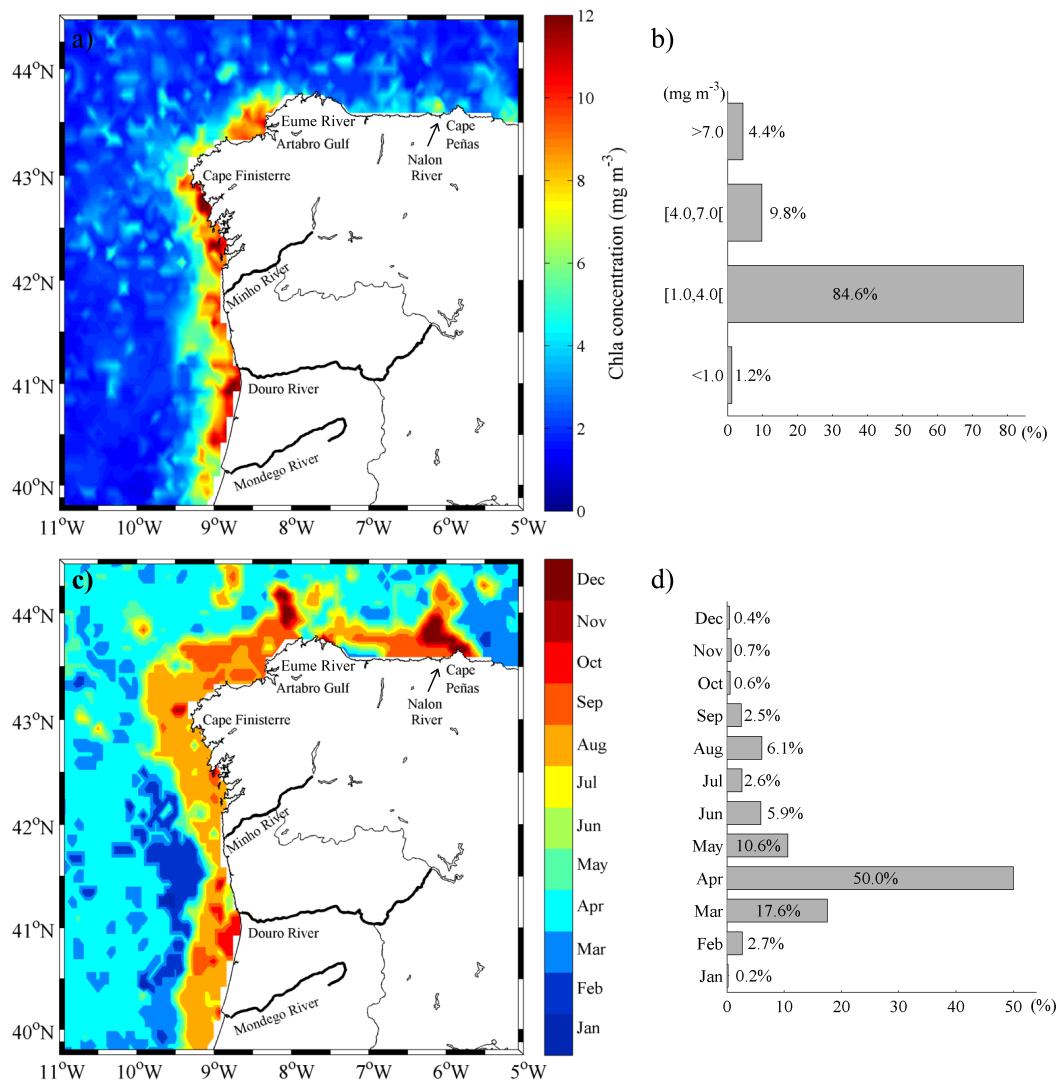 a)
44°N
43°N
42°N
41°N
40°N
11°W
10°W
9°W
8°W
7°W
6°W
5°W
Eume River
Artabro Gulf
Cape Finisterre
Cape
Peñas
Nalon
River
Minho River
Douro River
Mondego River
12
10
8
6
4
2
0
Chla concentration (mg m⁻³)
b)
(mg m⁻³)
>7.0
4.4%
[4.0,7.0[
9.8%
[1.0,4.0[
84.6%
<1.0
1.2%
0
10
20
30
40
50
60
70
80
(%)
c)
44°N
43°N
42°N
41°N
40°N
11°W
10°W
9°W
8°W
7°W
6°W
5°W
Eume River
Artabro Gulf
Cape Finisterre
Cape
Peñas
Nalon
River
Minho River
Douro River
Mondego River
Dec
Nov
Oct
Sep
Aug
Jul
Jun
May
Apr
Mar
Feb
Jan
d)
Dec
0.4%
Nov
0.7%
Oct
0.6%
Sep
2.5%
Aug
6.1%
Jul
2.6%
Jun
5.9%
May
10.6%
Apr
50.0%
Mar
17.6%
Feb
2.7%
Jan
0.2%
0
10
20
30
40
50
(%)